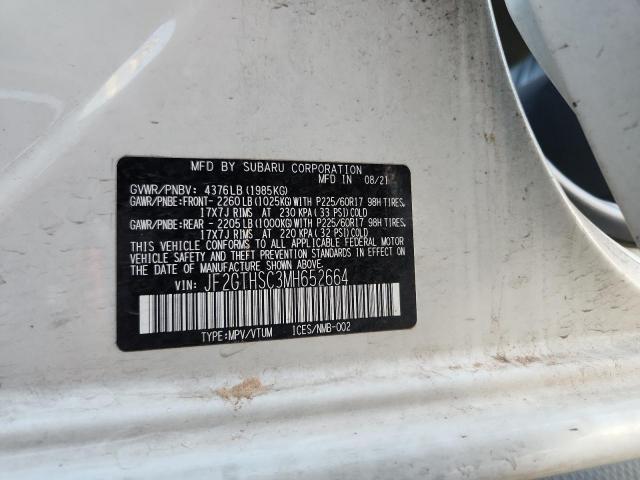 MFD BY SUBARU CORPORATION
MFD IN 08/21
GVWR/PNBV: 4376LB (1985KG)
GAWR/PNBE:FRONT- 2260LB (1025KG) WITH P225/60R17 98H TIRES,
17X7J RIMS AT 230 KPA (33 PSI) COLD
GAWR/PNBE:REAR - 2205LB (1000KG) WITH P225/60R17 98H TIRES,
17X7J RIMS AT 220 KPA (32 PSI) COLD
THIS VEHICLE CONFORMS TO ALL APPLICABLE FEDERAL MOTOR
VEHICLE SAFETY AND THEFT PREVENTION STANDARDS IN EFFECT ON
THE DATE OF MANUFACTURE SHOWN ABOVE.
VIN: JF2GTHSC3MH652664
TYPE:MPV/VTUM ICES/NMB-002